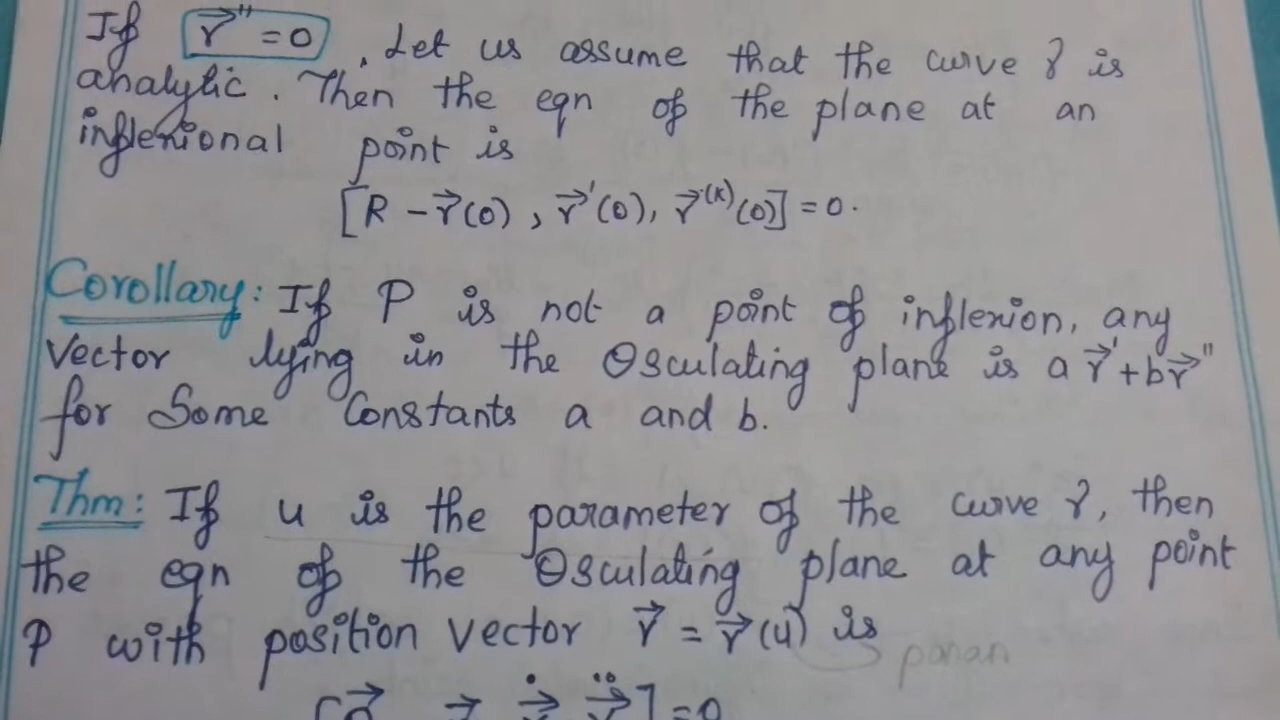 If r⃗'' = 0 . Let us assume that the curve γ is
analytic. Then the eqn of the plane at an
inflexional point is
[R - r⃗(0), r⃗'(0), r⃗⁽ᴷ⁾(0)] = 0.
Corollary: If P is not a point of inflexion, any
Vector lying in the Osculating plane is a r⃗' + b r⃗''
for Some Constants a and b.
Thm: If u is the parameter of the curve γ, then
the eqn of the Osculating plane at any point
P with position vector r⃗ = r⃗(u) is
] = 0